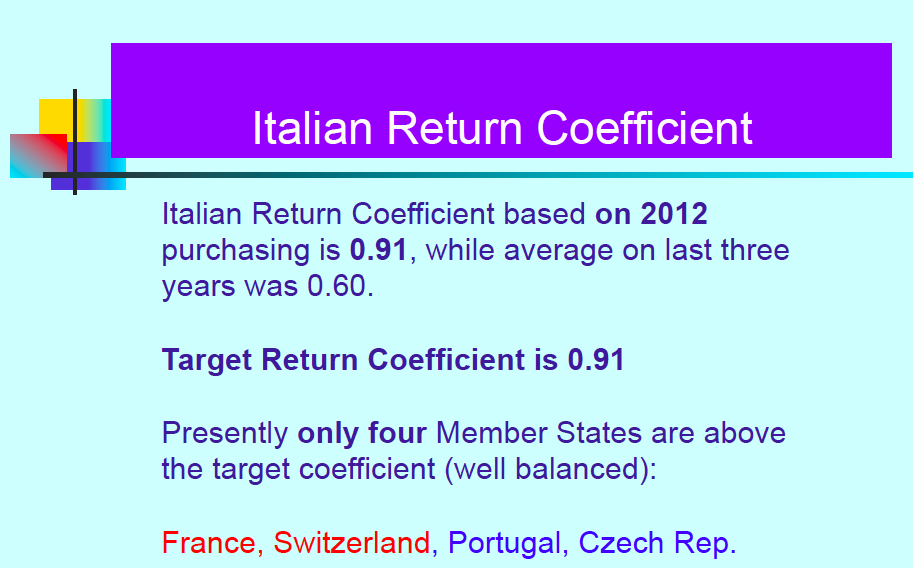 Italian Return Coefficient
Italian Return Coefficient based on 2012
purchasing is 0.91, while average on last three
years was 0.60.
Target Return Coefficient is 0.91
Presently only four Member States are above
the target coefficient (well balanced):
France, Switzerland, Portugal, Czech Rep.